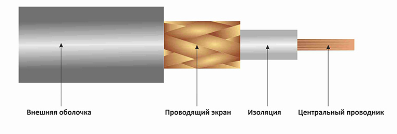 Внешняя оболочка
Проводящий экран
Изоляция
Центральный проводник